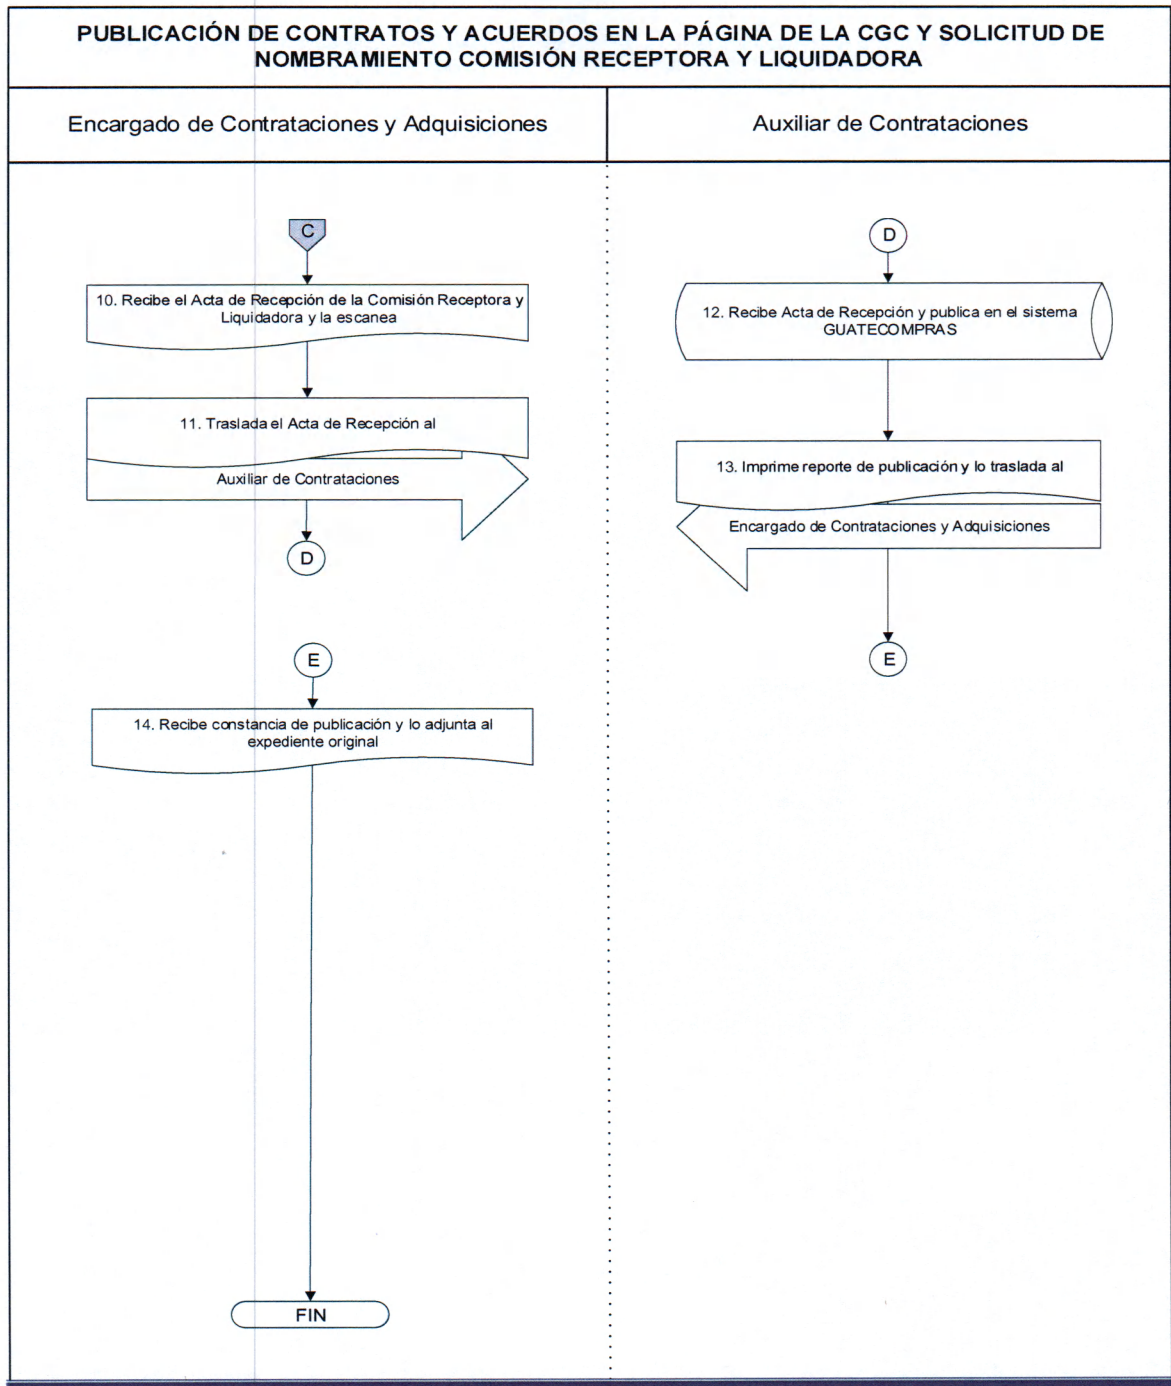 PUBLICACIÓN DE CONTRATOS Y ACUERDOS EN LA PÁGINA DE LA CGC Y SOLICITUD DE
NOMBRAMIENTO COMISIÓN RECEPTORA Y LIQUIDADORA
Encargado de Contrataciones y Adquisiciones
Auxiliar de Contrataciones
C
10. Recibe el Acta de Recepción de la Comisión Receptora y
Liquidadora y la escanea
11. Traslada el Acta de Recepción al
Auxiliar de Contrataciones
D
E
14. Recibe constancia de publicación y lo adjunta al
expediente original
FIN
D
12. Recibe Acta de Recepción y publica en el sistema
GUATECOMPRAS
13. Imprime reporte de publicación y lo traslada al
Encargado de Contrataciones y Adquisiciones
E